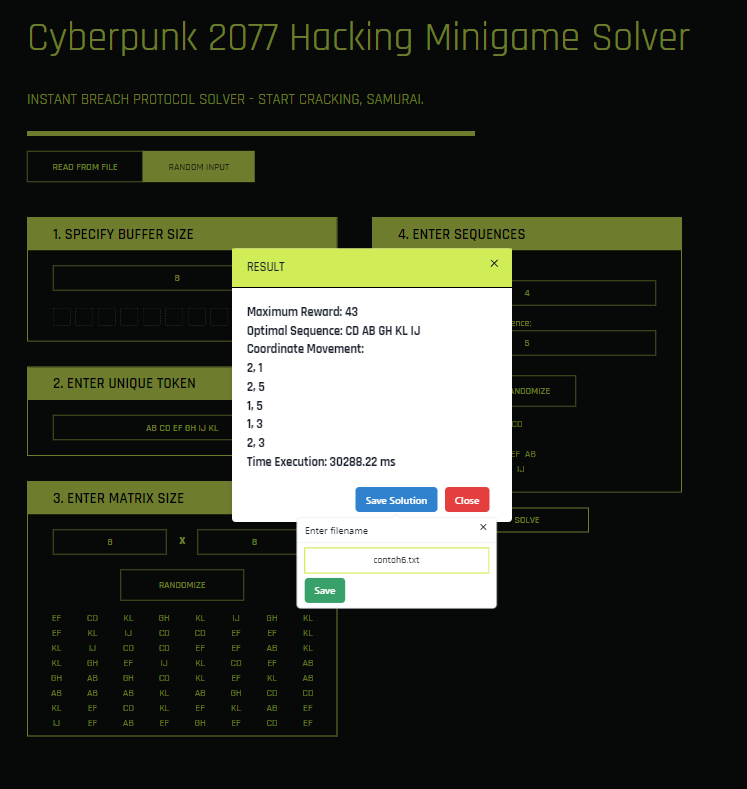 Cyberpunk 2077 Hacking Minigame Solver
INSTANT BREACH PROTOCOL SOLVER - START CRACKING, SAMURAI.
READ FROM FILE
RANDOM INPUT
1. SPECIFY BUFFER SIZE
8
2. ENTER UNIQUE TOKEN
AB CD EF GH IJ KL
3. ENTER MATRIX SIZE
8 X 8
RANDOMIZE
EF CD KL GH KL IJ GH KL
EF KL IJ CD CD EF EF KL
KL IJ CD CD EF EF AB KL
KL GH EF IJ KL CD EF AB
GH AB GH CD KL EF KL AB
AB AB KL KL AB GH CD CD
KL EF CD EF KL AB KL EF
IJ EF AB EF GH EF CD EF
4. ENTER SEQUENCES
4
ence:
5
ANDOMIZE
CD
EF AB
IJ
SOLVE
RESULT
Maximum Reward: 43
Optimal Sequence: CD AB GH KL IJ
Coordinate Movement:
2, 1
2, 5
1, 5
1, 3
2, 3
Time Execution: 30288.22 ms
Save Solution
Close
Enter filename
contoh6.txt
Save